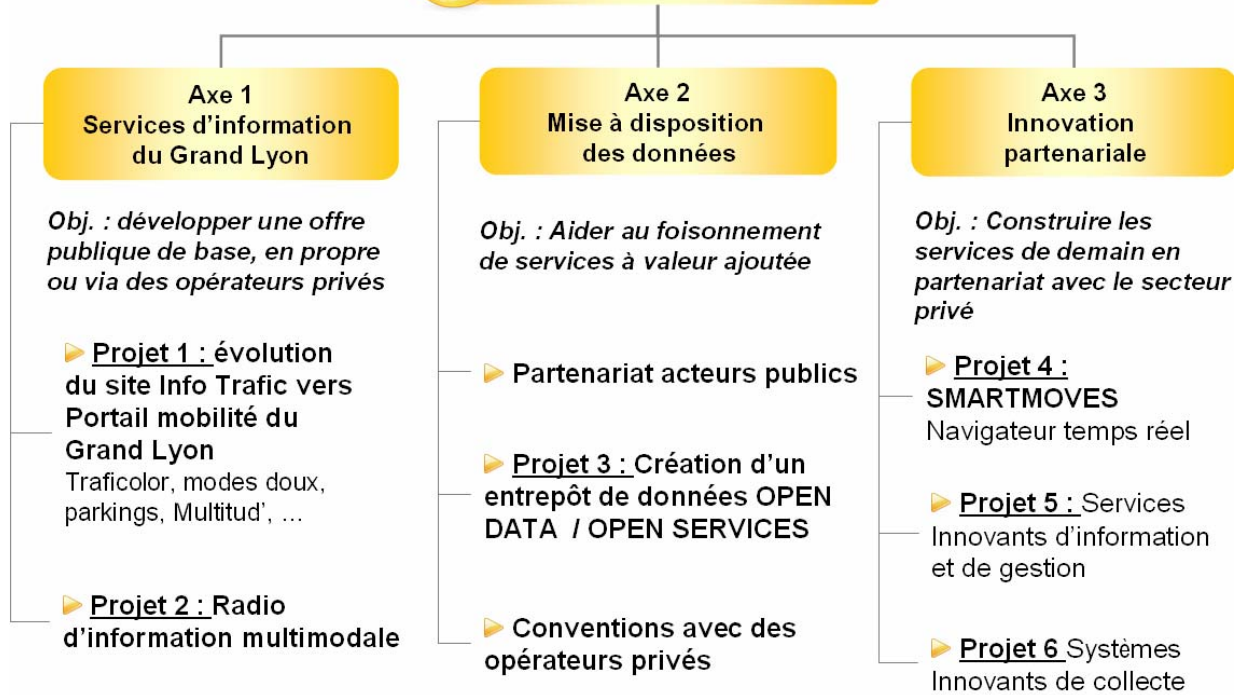 Axe 1
Services d'information
du Grand Lyon
Obj. : développer une offre
publique de base, en propre
ou via des opérateurs privés
Projet 1 : évolution
du site Info Trafic vers
Portail mobilité du
Grand Lyon
Traficolor, modes doux,
parkings, Multitud', ...
Projet 2 : Radio
d'information multimodale
Axe 2
Mise à disposition
des données
Obj. : Aider au foisonnement
de services à valeur ajoutée
Partenariat acteurs publics
Projet 3 : Création d'un
entrepôt de données OPEN
DATA / OPEN SERVICES
Conventions avec des
opérateurs privés
Axe 3
Innovation
partenariale
Obj. : Construire les
services de demain en
partenariat avec le secteur
privé
Projet 4 :
SMARTMOVES
Navigateur temps réel
Projet 5 : Services
Innovants d'information
et de gestion
Projet 6 Systèmes
Innovants de collecte